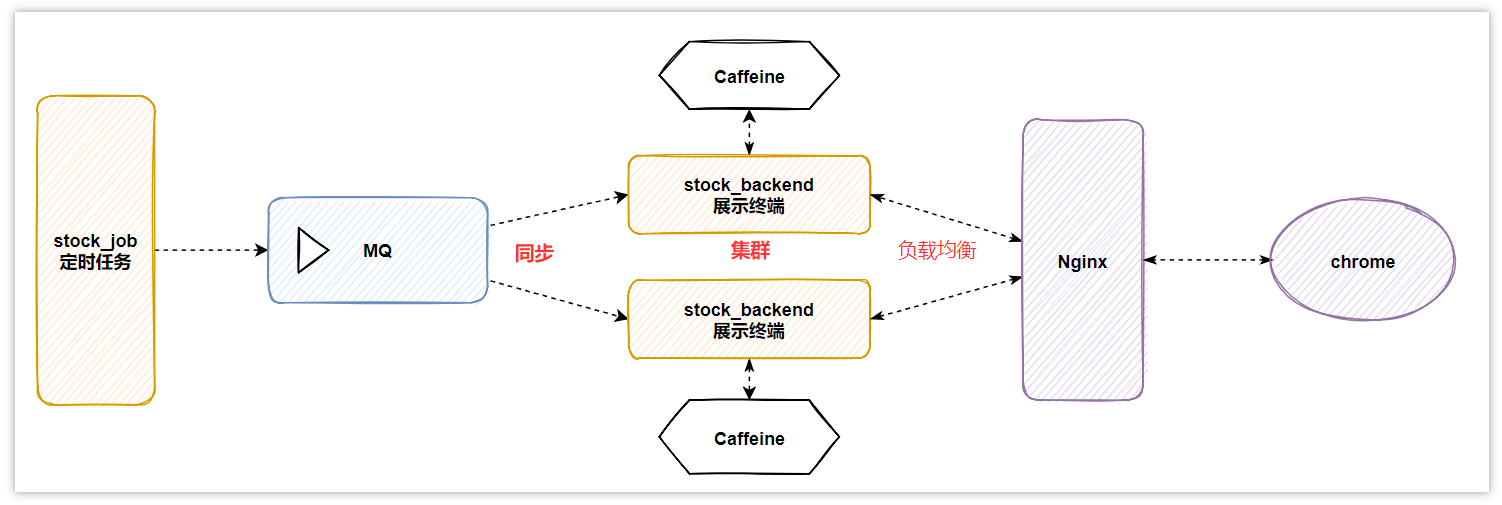 Caffeine
stock_backend
展示终端
stock_job
定时任务
MQ
同步
集群
负载均衡
Nginx
chrome
stock_backend
展示终端
Caffeine